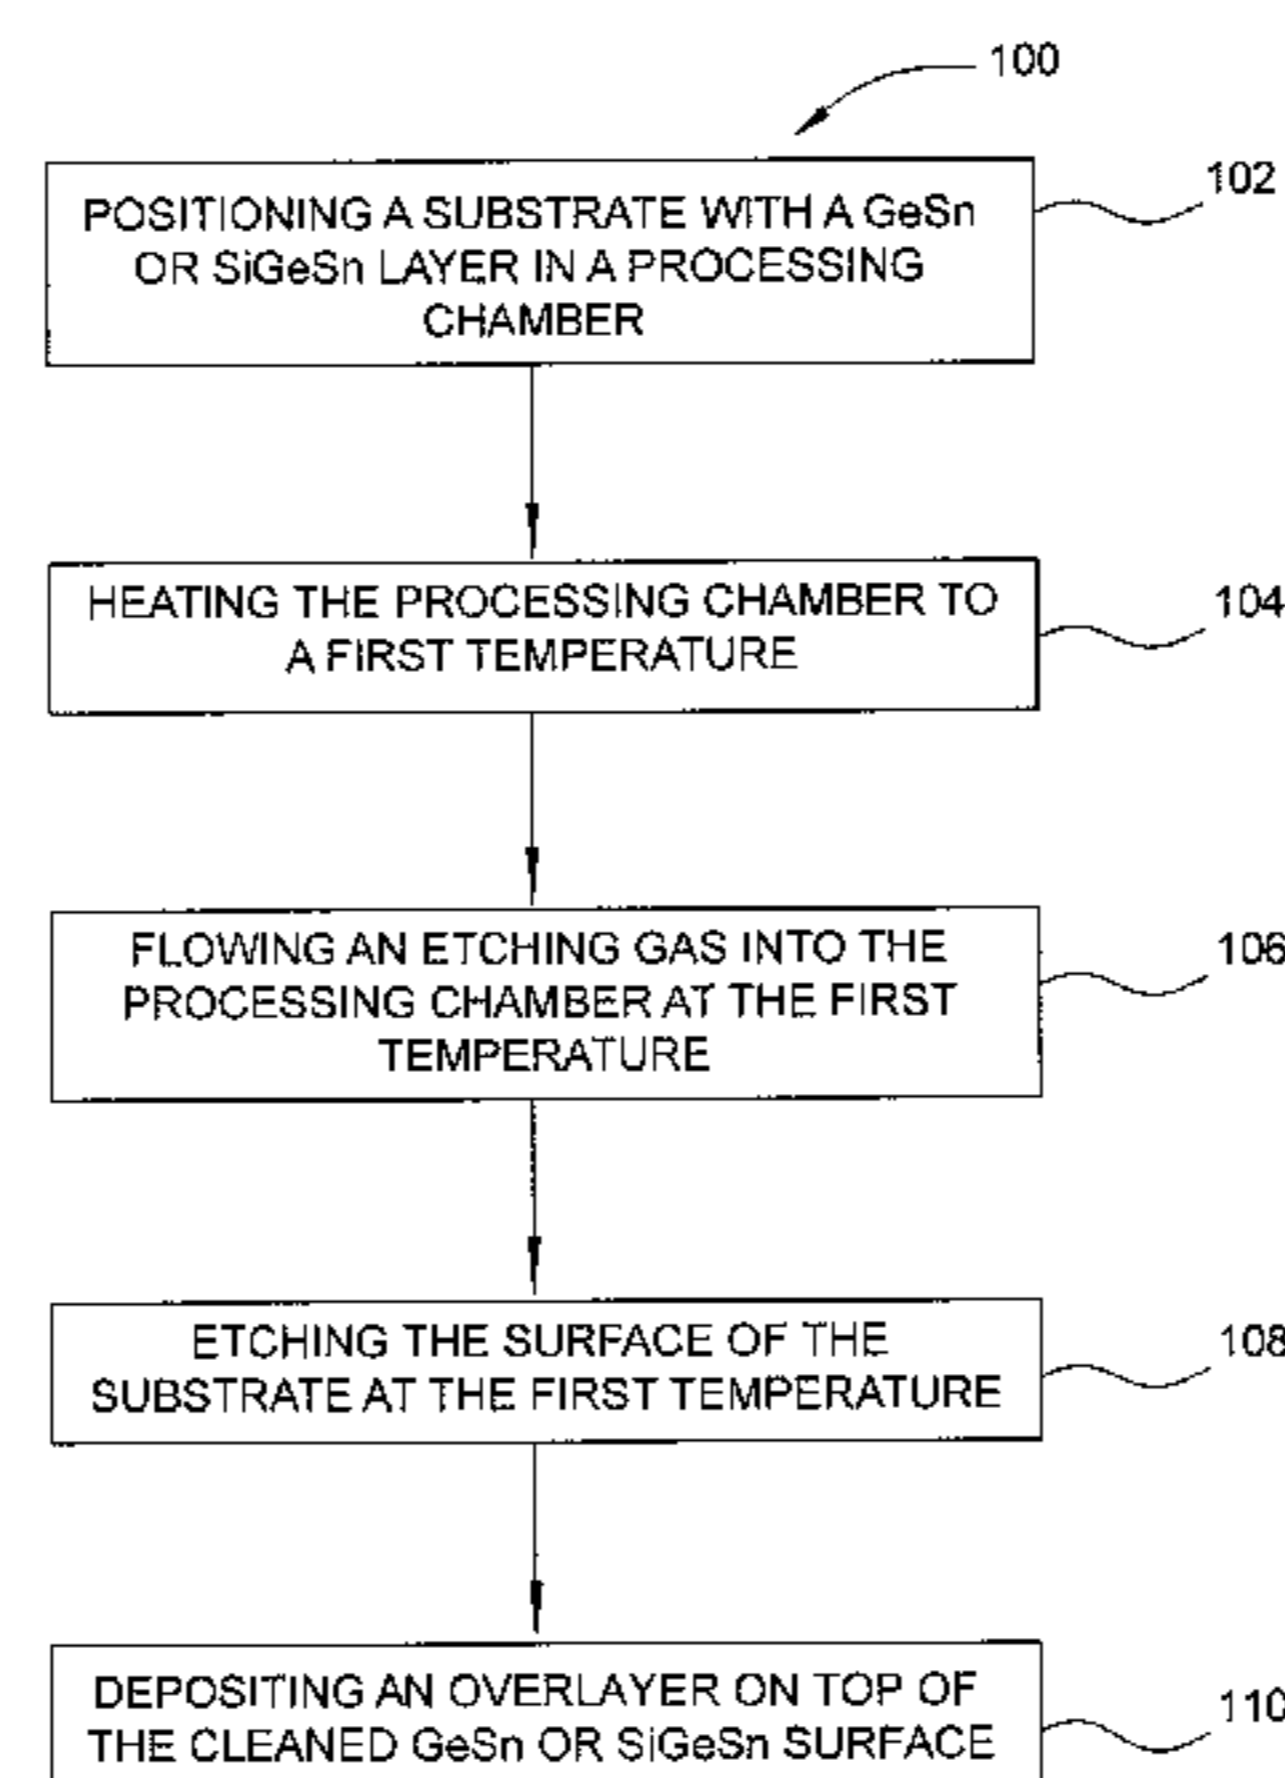 100
POSITIONING A SUBSTRATE WITH A GeSn
OR SiGeSn LAYER IN A PROCESSING
CHAMBER
102
HEATING THE PROCESSING CHAMBER TO
A FIRST TEMPERATURE
104
FLOWING AN ETCHING GAS INTO THE
PROCESSING CHAMBER AT THE FIRST
TEMPERATURE
106
ETCHING THE SURFACE OF THE
SUBSTRATE AT THE FIRST TEMPERATURE
108
DEPOSITING AN OVERLAYER ON TOP OF
THE CLEANED GeSn OR SiGeSn SURFACE
110